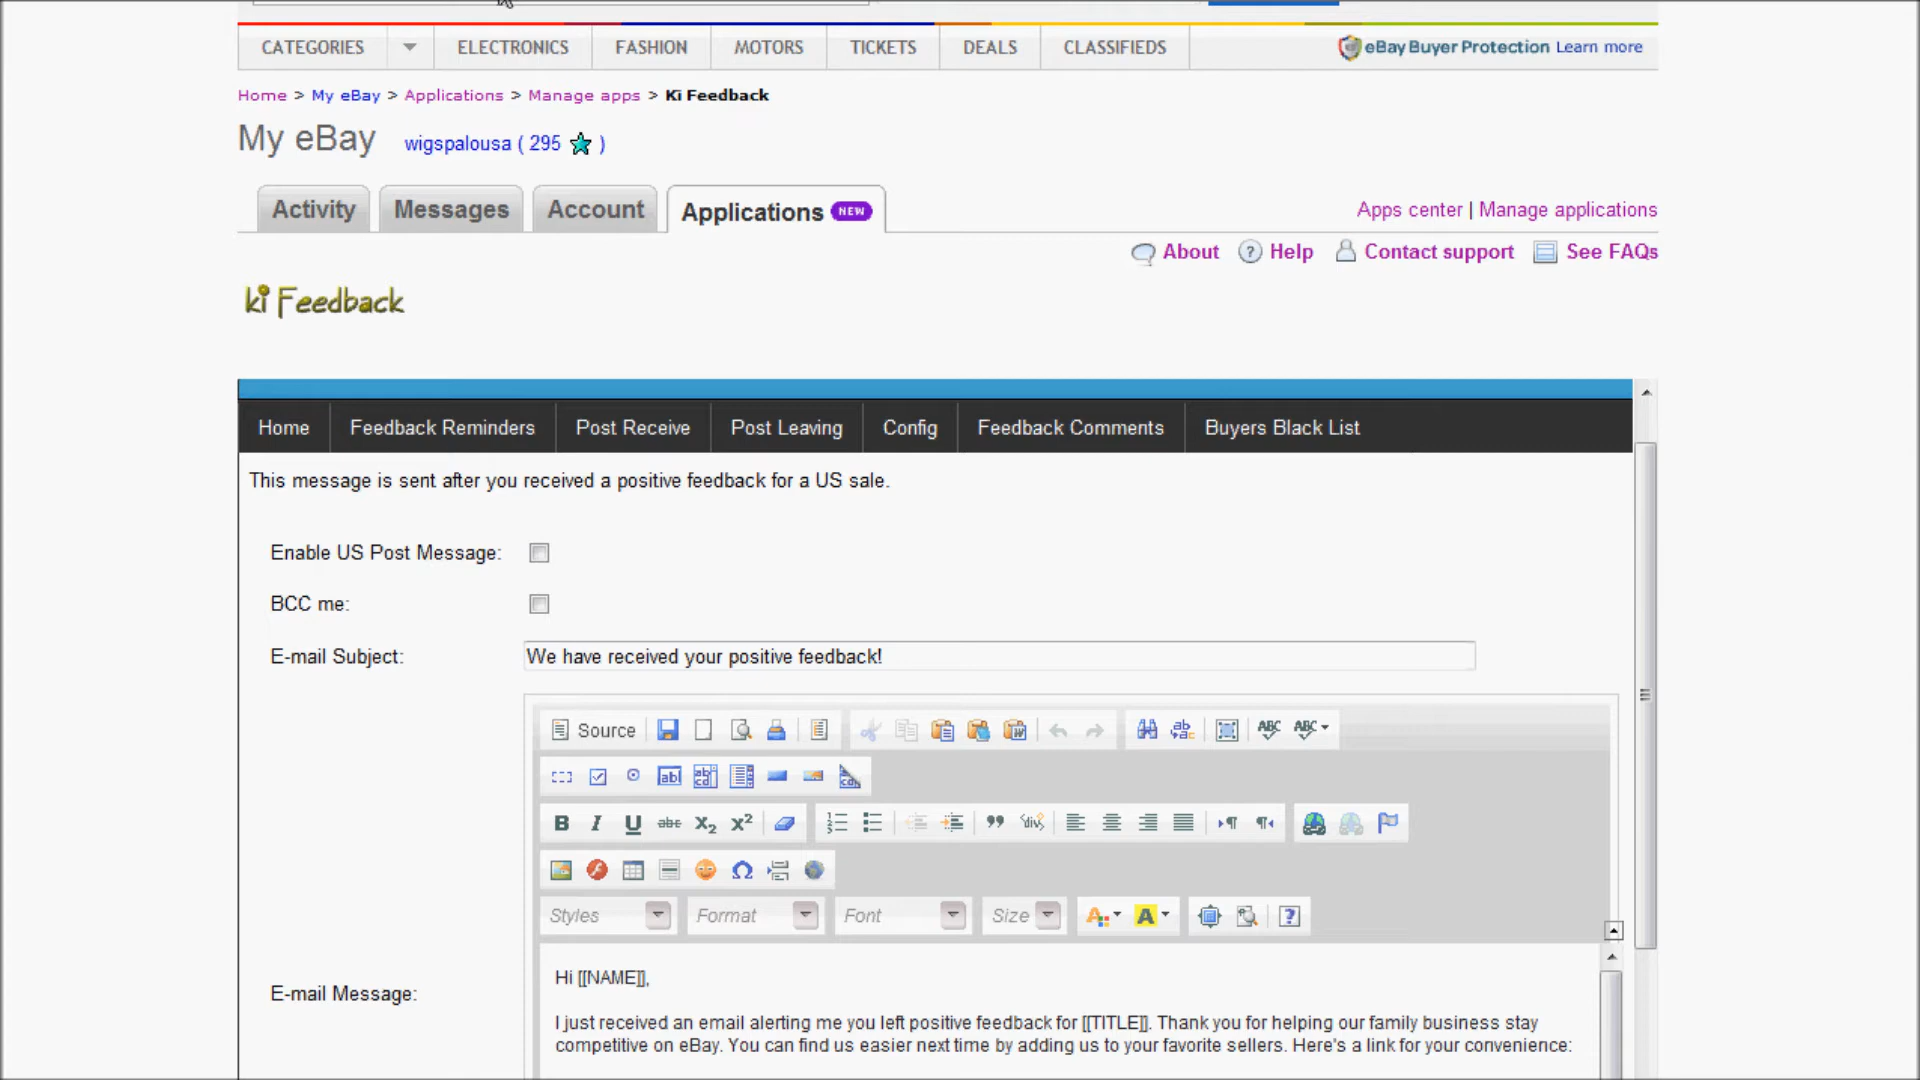 CATEGORIES ELECTRONICS FASHION MOTORS TICKETS DEALS CLASSIFIEDS eBay Buyer Protection Learn more
Home > My eBay > Applications > Manage apps > Ki Feedback
My eBay wigspalousa ( 295 )
Activity Messages Account Applications NEW Apps center | Manage applications
About ? Help Contact support See FAQs
ki Feedback
Home Feedback Reminders Post Receive Post Leaving Config Feedback Comments Buyers Black List
This message is sent after you received a positive feedback for a US sale.
Enable US Post Message:
BCC me:
E-mail Subject: We have received your positive feedback!
Source ABC ABC
B I U abc X2 X2 div
Styles Format Font Size A A ?
Hi [[NAME]],
E-mail Message:
I just received an email alerting me you left positive feedback for [[TITLE]]. Thank you for helping our family business stay
competitive on eBay. You can find us easier next time by adding us to your favorite sellers. Here's a link for your convenience: